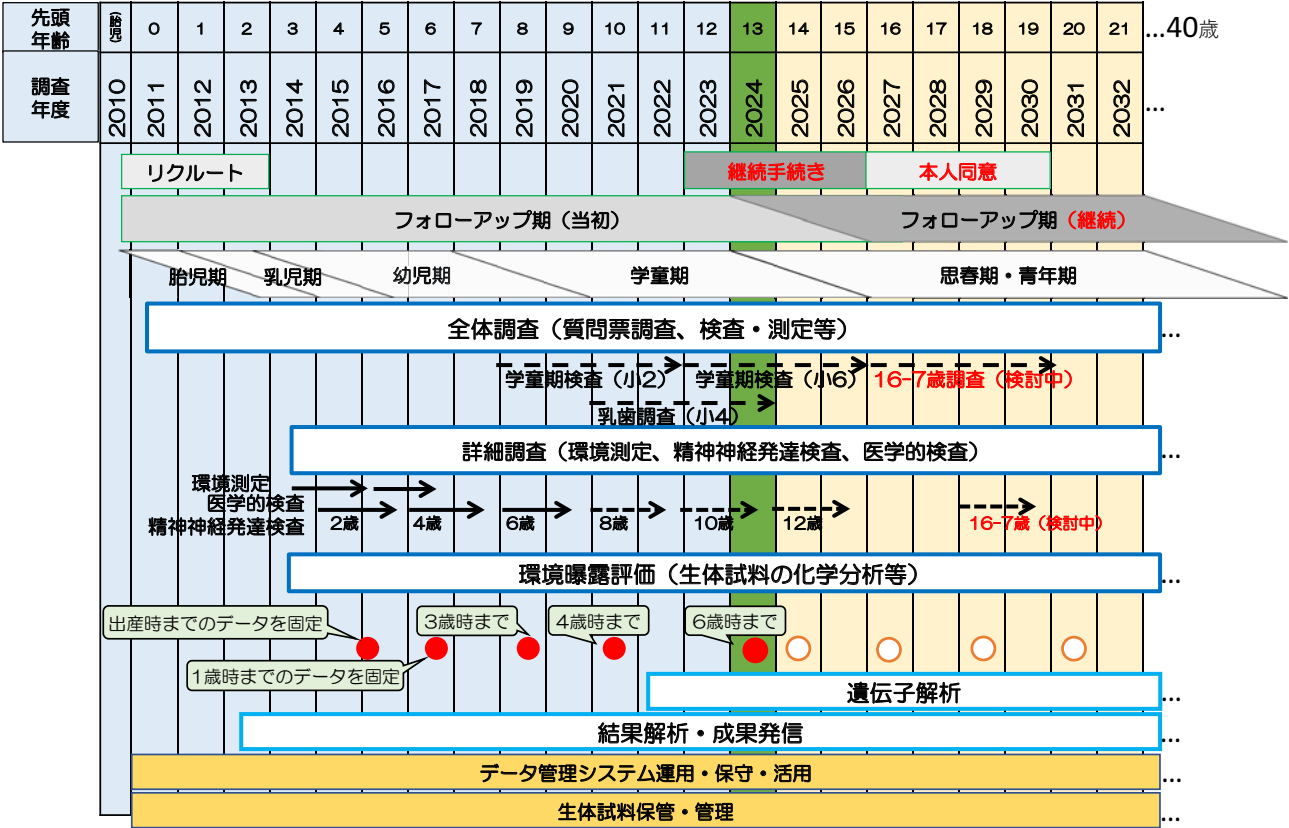 先頭年齢 (胎児) 0 1 2 3 4 5 6 7 8 9 10 11 12 13 14 15 16 17 18 19 20 21 …40歳
調査年度 2010 2011 2012 2013 2014 2015 2016 2017 2018 2019 2020 2021 2022 2023 2024 2025 2026 2027 2028 2029 2030 2031 2032 …
リクルート 継続手続き 本人同意
フォローアップ期（当初） フォローアップ期（継続）
胎児期 乳児期 幼児期 学童期 思春期・青年期
全体調査（質問票調査、検査・測定等） …
学童期検査（小2） 学童期検査（小6） 16-7歳調査（検討中）
乳歯調査（小4）
詳細調査（環境測定、精神神経発達検査、医学的検査） …
環境測定
医学的検査
精神神経発達検査 2歳 4歳 6歳 8歳 10歳 12歳 16-7歳（検討中）
環境曝露評価（生体試料の化学分析等） …
出産時までのデータを固定 3歳時まで 4歳時まで 6歳時まで
1歳時までのデータを固定
遺伝子解析 …
結果解析・成果発信 …
データ管理システム運用・保守・活用 …
生体試料保管・管理 …